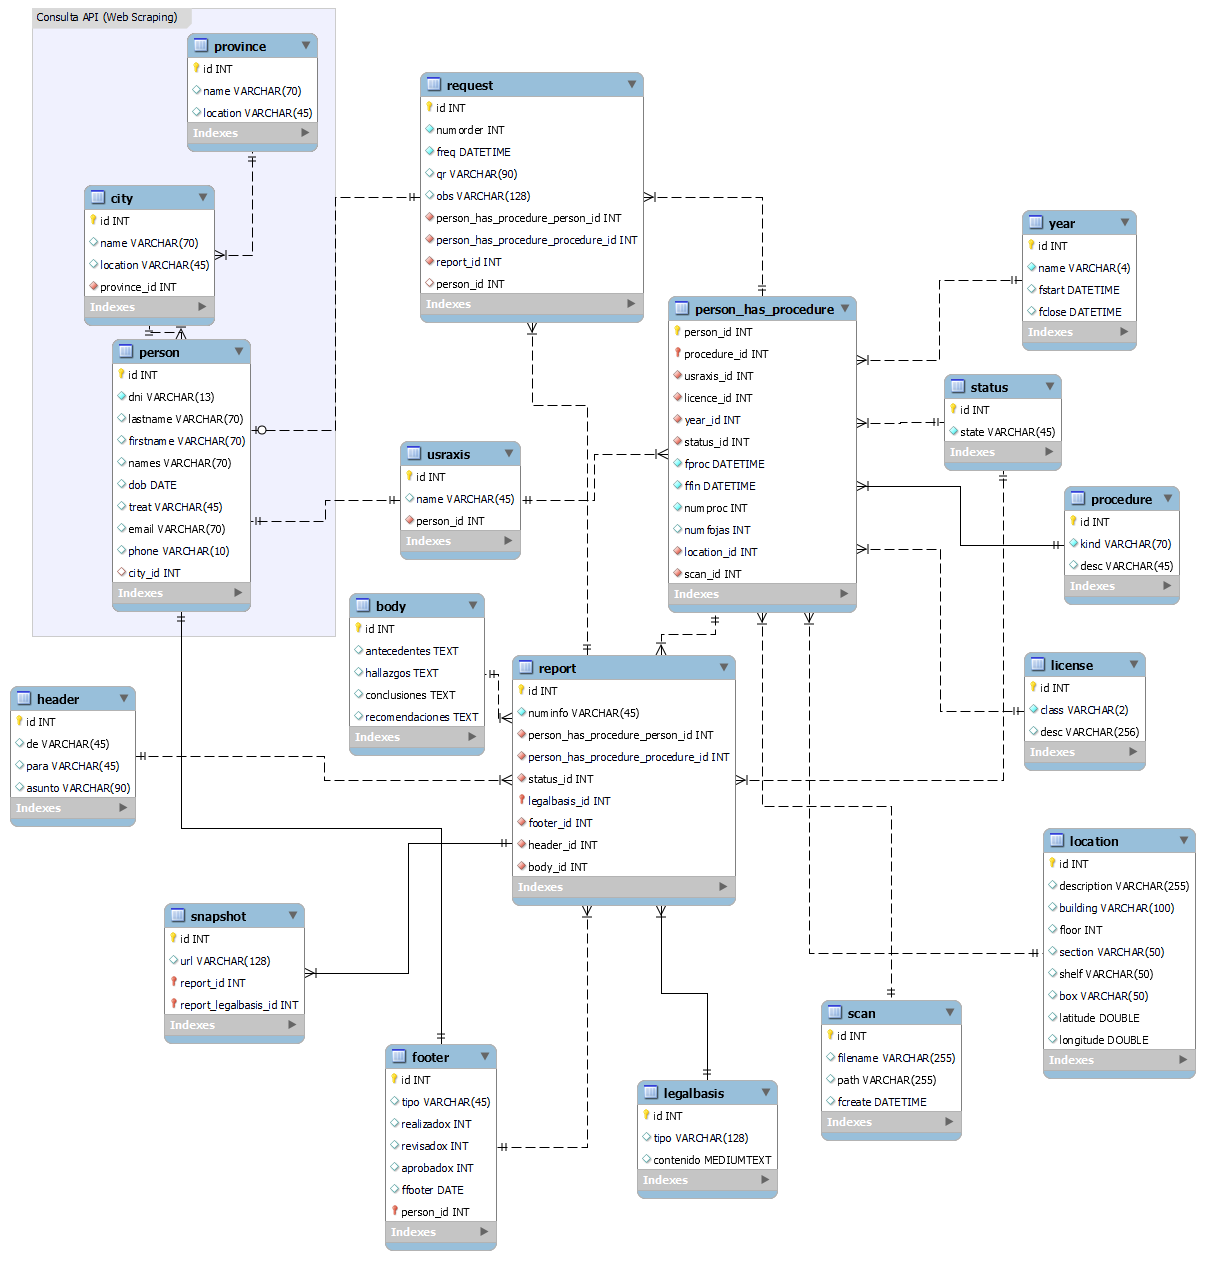 Consulta API (Web Scraping)
province
id INT
name VARCHAR(70)
location VARCHAR(45)
Indexes
city
id INT
name VARCHAR(70)
location VARCHAR(45)
province_id INT
Indexes
person
id INT
dni VARCHAR(13)
lastname VARCHAR(70)
firstname VARCHAR(70)
names VARCHAR(70)
dob DATE
treat VARCHAR(45)
email VARCHAR(70)
phone VARCHAR(10)
city_id INT
Indexes
request
id INT
numorder INT
freq DATETIME
qr VARCHAR(90)
obs VARCHAR(128)
person_has_procedure_person_id INT
person_has_procedure_procedure_id INT
report_id INT
person_id INT
Indexes
usraxis
id INT
name VARCHAR(45)
person_id INT
Indexes
person_has_procedure
person_id INT
procedure_id INT
usraxis_id INT
licence_id INT
year_id INT
status_id INT
fproc DATETIME
ffin DATETIME
numproc INT
numfojas INT
location_id INT
scan_id INT
Indexes
year
id INT
name VARCHAR(4)
fstart DATETIME
fclose DATETIME
Indexes
status
id INT
state VARCHAR(45)
Indexes
procedure
id INT
kind VARCHAR(70)
desc VARCHAR(45)
Indexes
license
id INT
class VARCHAR(2)
desc VARCHAR(256)
Indexes
body
id INT
antecedentes TEXT
hallazgos TEXT
conclusiones TEXT
recomendaciones TEXT
Indexes
header
id INT
de VARCHAR(45)
para VARCHAR(45)
asunto VARCHAR(90)
Indexes
report
id INT
numinfo VARCHAR(45)
person_has_procedure_person_id INT
person_has_procedure_procedure_id INT
status_id INT
legalbasis_id INT
footer_id INT
header_id INT
body_id INT
Indexes
snapshot
id INT
url VARCHAR(128)
report_id INT
report_legalbasis_id INT
Indexes
footer
id INT
tipo VARCHAR(45)
realizadox INT
revisadox INT
aprobadox INT
ffooter DATE
person_id INT
Indexes
legalbasis
id INT
tipo VARCHAR(128)
contenido MEDIUMTEXT
Indexes
scan
id INT
filename VARCHAR(255)
path VARCHAR(255)
fcreate DATETIME
Indexes
location
id INT
description VARCHAR(255)
building VARCHAR(100)
floor INT
section VARCHAR(50)
shelf VARCHAR(50)
box VARCHAR(50)
latitude DOUBLE
longitude DOUBLE
Indexes